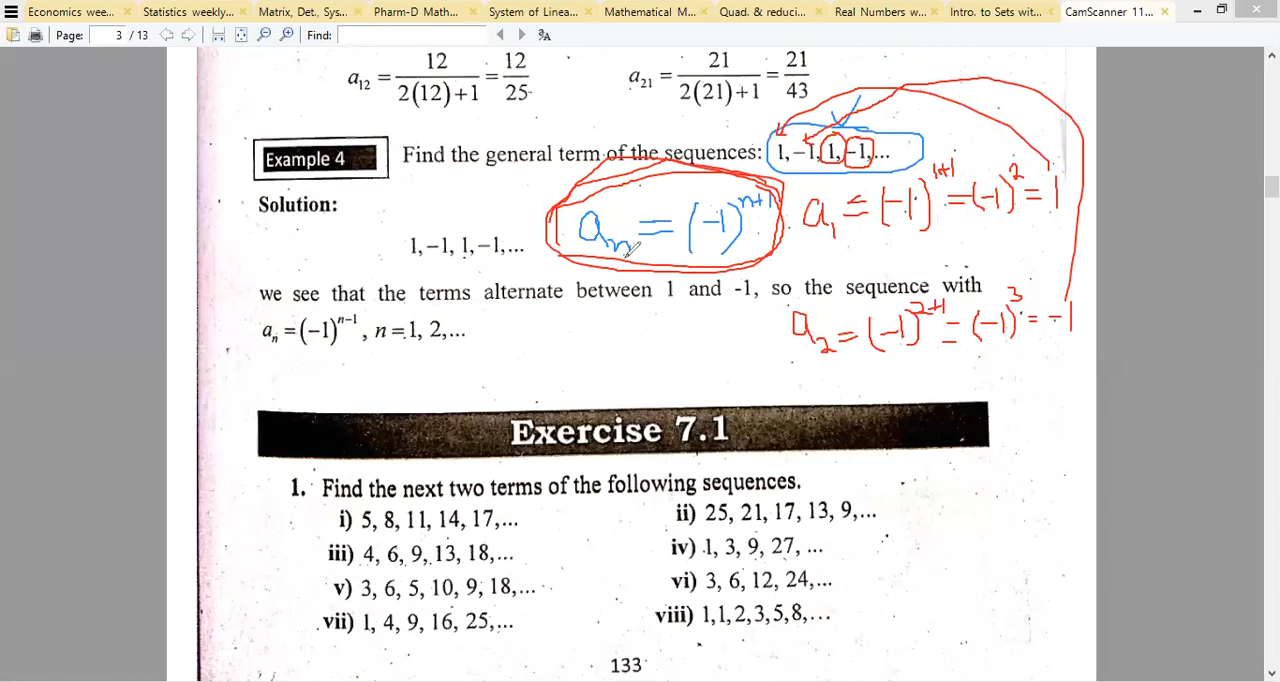 Economics wee... Statistics weekly... Matrix, Det., Sys... Pharm-D Math... System of Linea... Mathematical M... Quad. & reduci... Real Numbers w... Intro. to Sets wit... CamScanner 11...
Page: 3 / 13 Find:
a₁₂ = 12/(2(12)+1) = 12/25 a₂₁ = 21/(2(21)+1) = 21/43
Example 4 Find the general term of the sequences: 1, −1, 1, −1, ...
Solution:
aₙ = (−1)ⁿ⁺¹ a₁ = (−1)¹⁺¹ = (−1)² = 1
1, −1, 1, −1, ...
we see that the terms alternate between 1 and -1, so the sequence with
aₙ = (−1)ⁿ⁻¹, n = 1, 2,...
a₂ = (−1)²⁺¹ = (−1)³ = −1
Exercise 7.1
1. Find the next two terms of the following sequences.
i) 5, 8, 11, 14, 17,... ii) 25, 21, 17, 13, 9,...
iii) 4, 6, 9, 13, 18,... iv) 1, 3, 9, 27, ...
v) 3, 6, 5, 10, 9, 18,... vi) 3, 6, 12, 24,...
vii) 1, 4, 9, 16, 25,... viii) 1,1,2,3,5,8,...
133